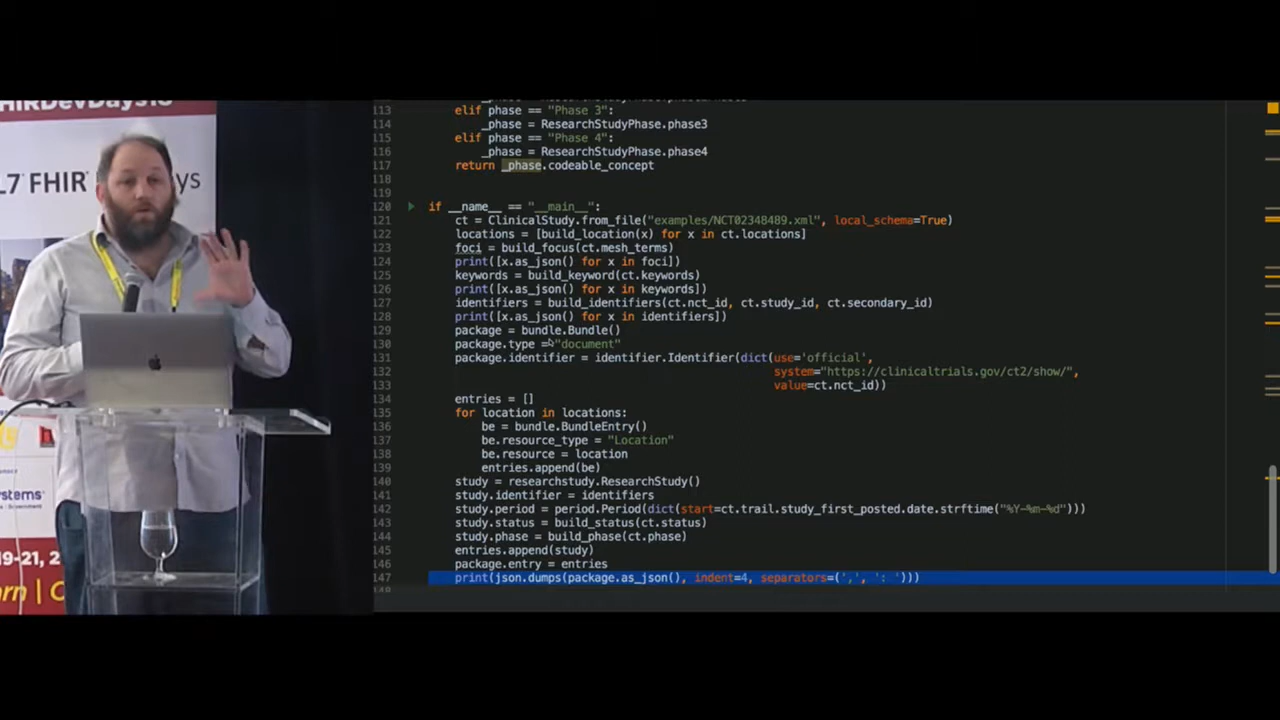 HIRDevDays18
L7 FHIR
ys
19-21, 2
arn | C
ystems
113 elif phase == "Phase 3":
114 _phase = ResearchStudyPhase.phase3
115 elif phase == "Phase 4":
116 _phase = ResearchStudyPhase.phase4
117 return _phase.codeable_concept
118
119
120 if __name__ == "__main__":
121 ct = ClinicalStudy.from_file("examples/NCT02348489.xml", local_schema=True)
122 locations = [build_location(x) for x in ct.locations]
123 foci = build_focus(ct.mesh_terms)
124 print([x.as_json() for x in foci])
125 keywords = build_keyword(ct.keywords)
126 print([x.as_json() for x in keywords])
127 identifiers = build_identifiers(ct.nct_id, ct.study_id, ct.secondary_id)
128 print([x.as_json() for x in identifiers])
129 package = bundle.Bundle()
130 package.type = "document"
131 package.identifier = identifier.Identifier(dict(use='official',
132 system="https://clinicaltrials.gov/ct2/show/",
133 value=ct.nct_id))
134 entries = []
135 for location in locations:
136 be = bundle.BundleEntry()
137 be.resource_type = "Location"
138 be.resource = location
139 entries.append(be)
140 study = researchstudy.ResearchStudy()
141 study.identifier = identifiers
142 study.period = period.Period(dict(start=ct.trail.study_first_posted.date.strftime("%Y-%m-%d")))
143 study.status = build_status(ct.status)
144 study.phase = build_phase(ct.phase)
145 entries.append(study)
146 package.entry = entries
147 print(json.dumps(package.as_json(), indent=4, separators=(',', ': ')))